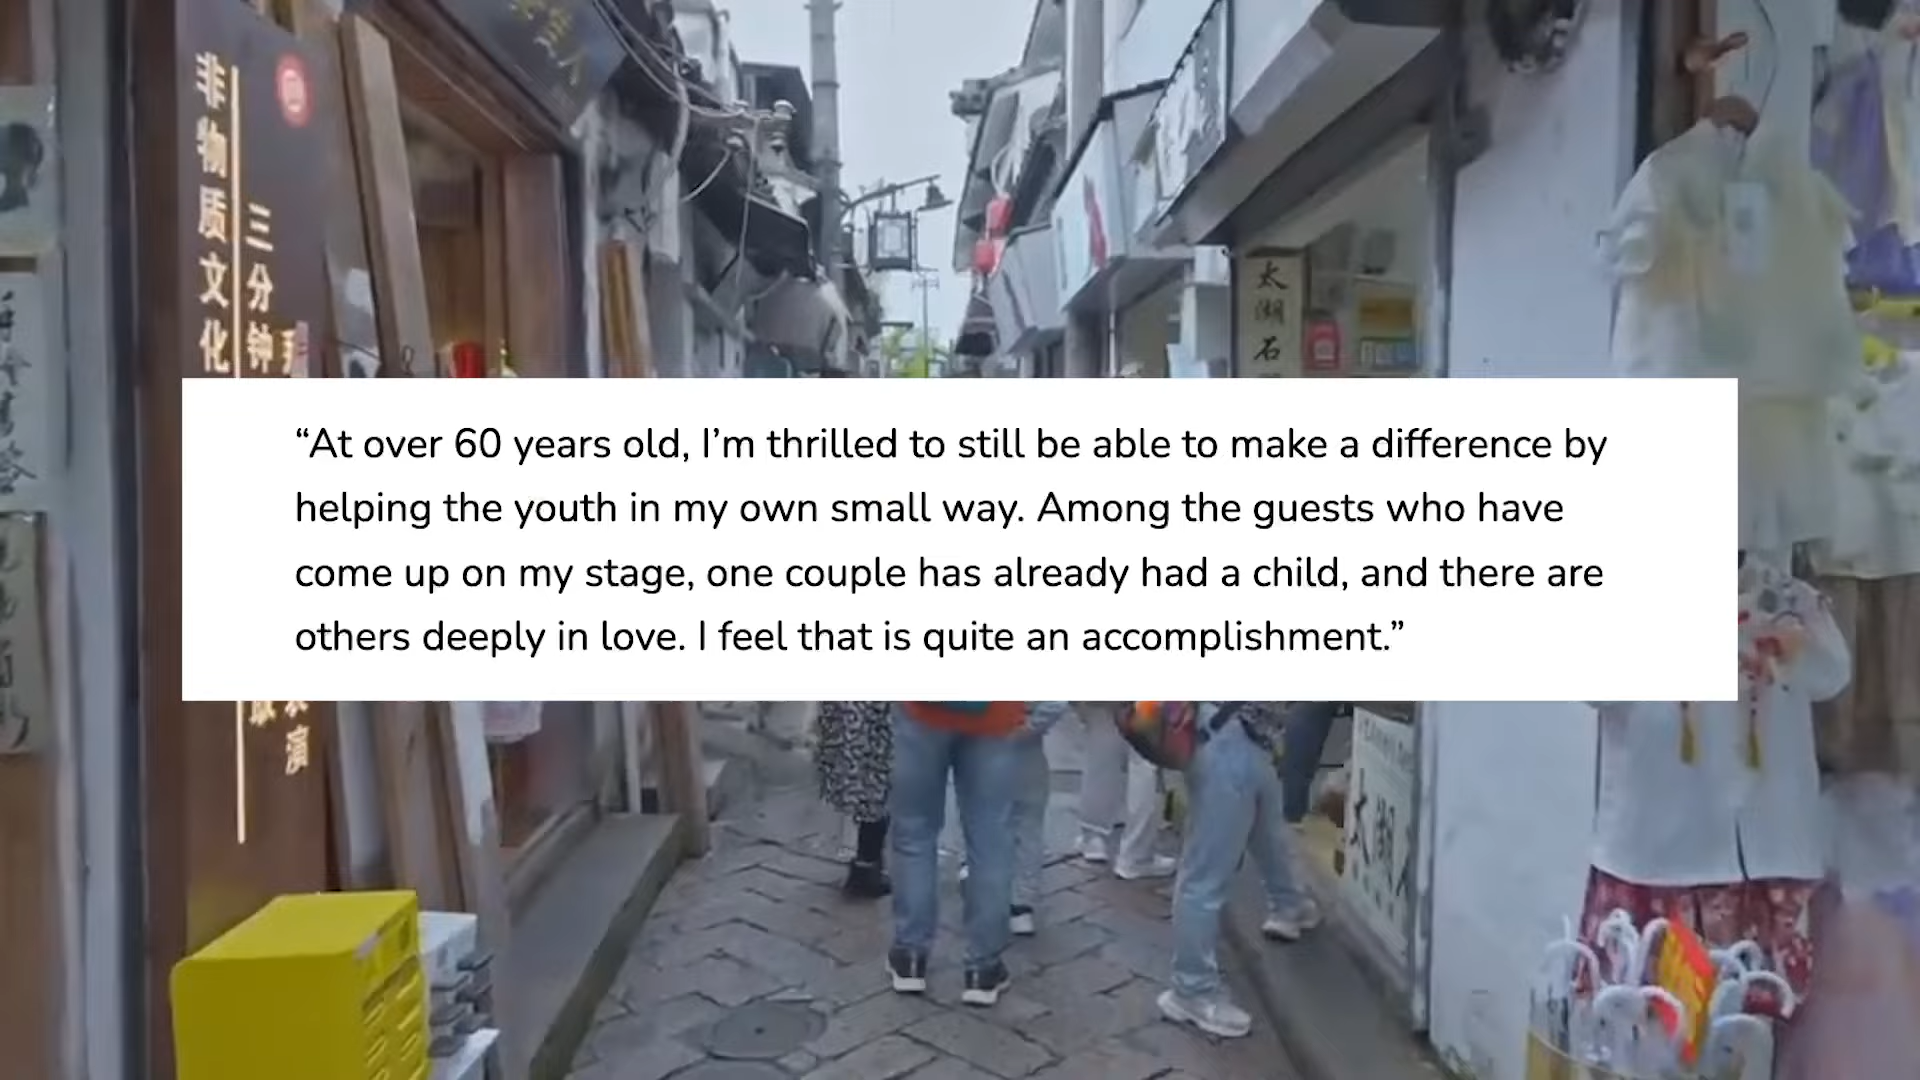 非物质文化
三分钟
太湖石
“At over 60 years old, I’m thrilled to still be able to make a difference by
helping the youth in my own small way. Among the guests who have
come up on my stage, one couple has already had a child, and there are
others deeply in love. I feel that is quite an accomplishment.”
太湖